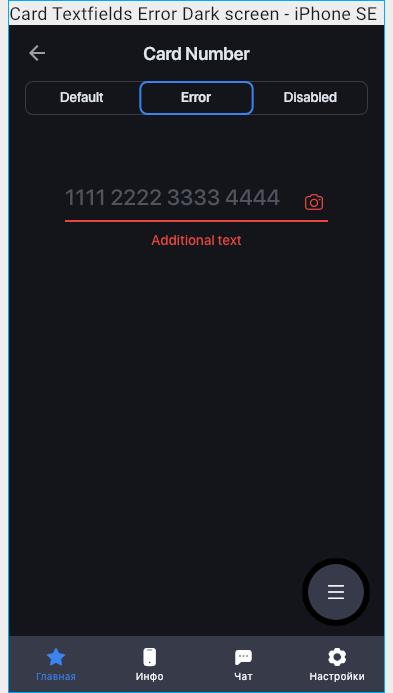 Card Textfields Error Dark screen - iPhone SE
Card Number
Default Error Disabled
1111 2222 3333 4444
Additional text
Главная Инфо Чат Настройки